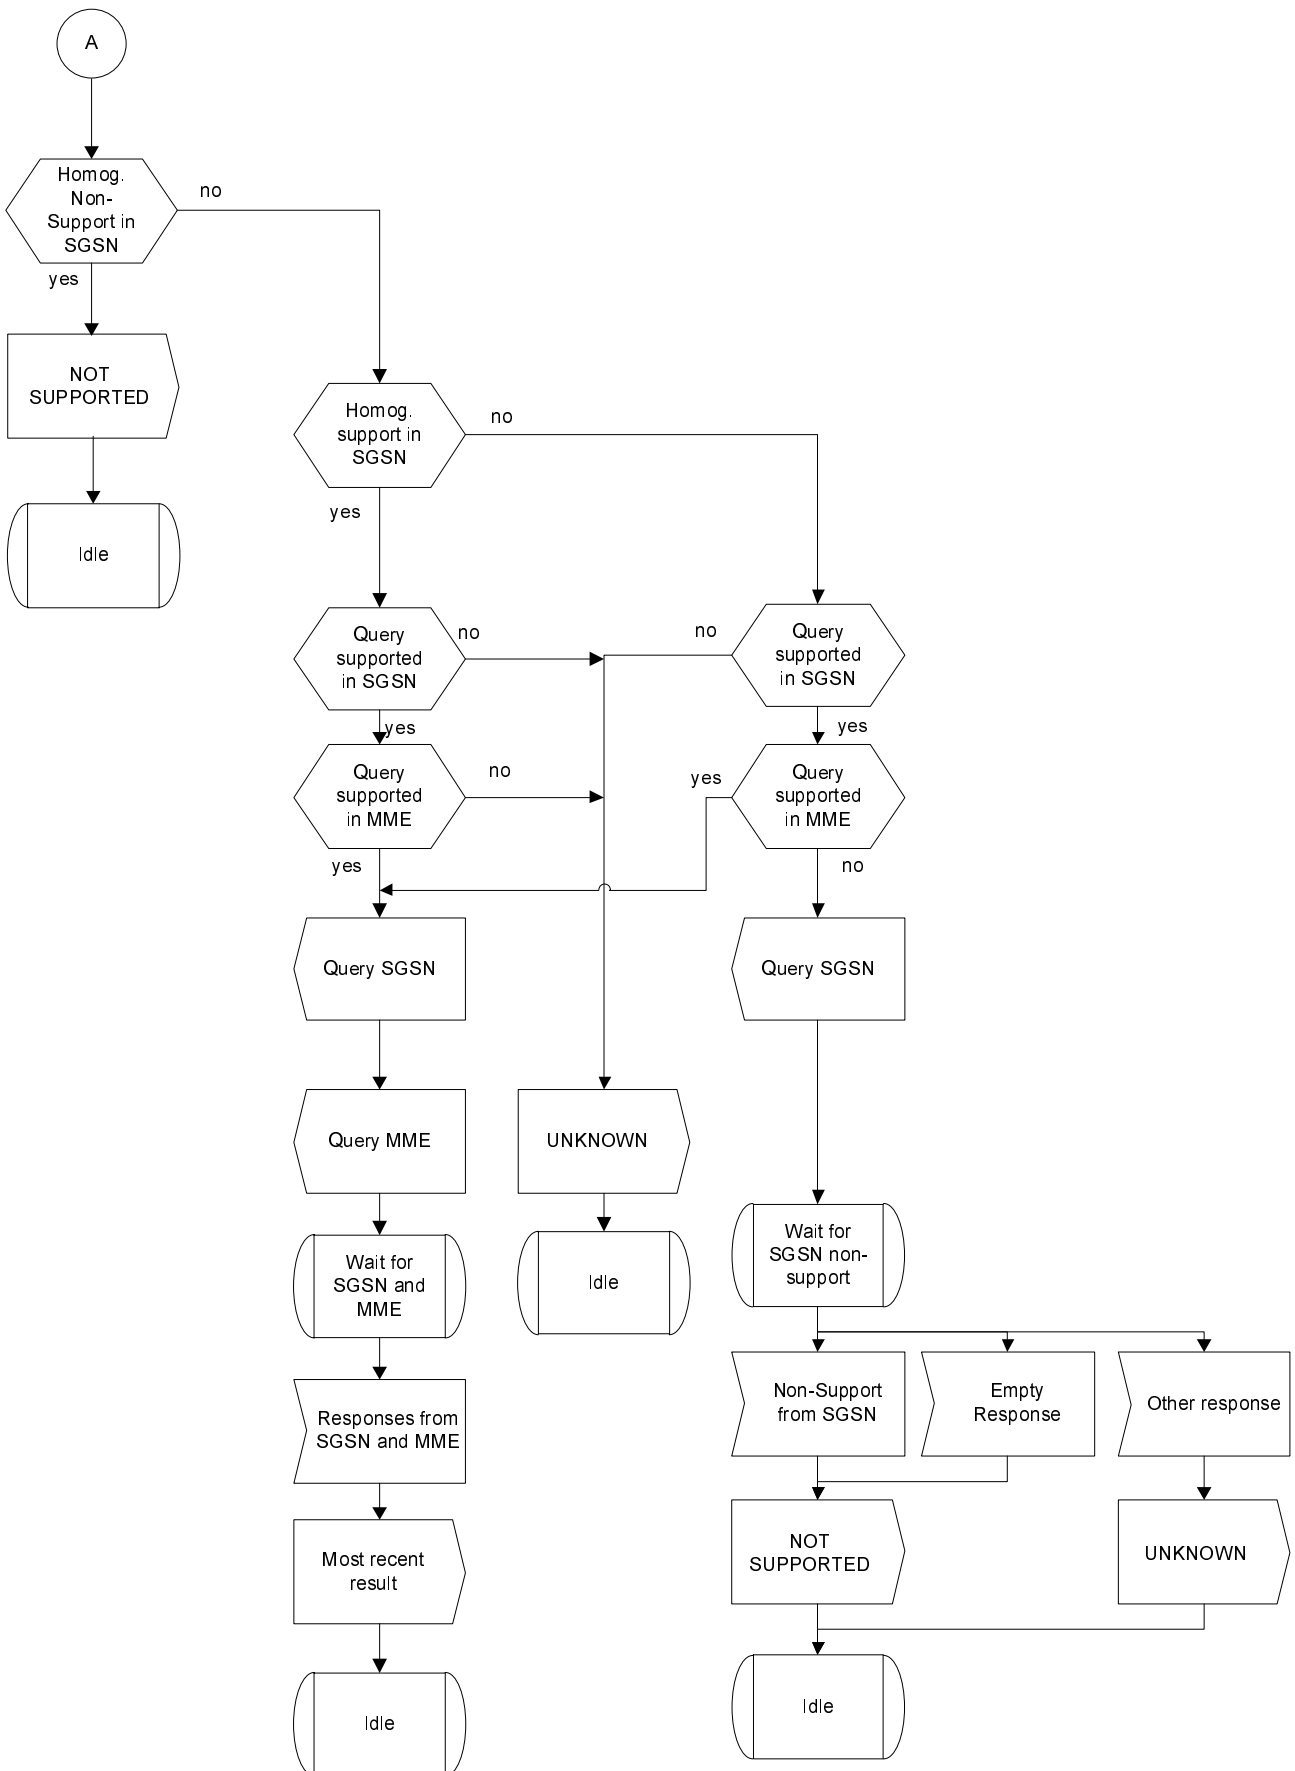 A
Homog.
Non-
Support in
SGSN
no
yes
NOT
SUPPORTED
Idle
Homog.
support in
SGSN
no
yes
Query
supported
in SGSN
no
yes
no
Query
supported
in SGSN
yes
Query
supported
in MME
no
yes
yes
Query
supported
in MME
no
Query SGSN
Query SGSN
Query MME
UNKNOWN
Wait for
SGSN and
MME
Idle
Wait for
SGSN non-
support
Responses from
SGSN and MME
Non-Support
from SGSN
Empty
Response
Other response
Most recent
result
NOT
SUPPORTED
UNKNOWN
Idle
Idle